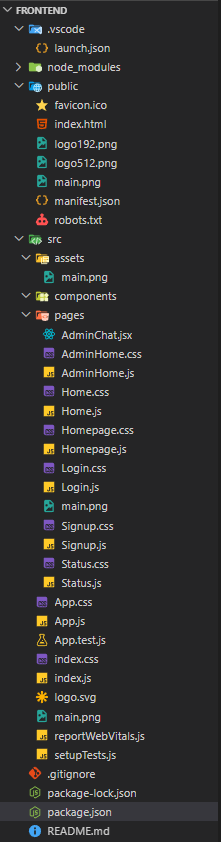 FRONTEND
.vscode
launch.json
node_modules
public
favicon.ico
index.html
logo192.png
logo512.png
main.png
manifest.json
robots.txt
src
assets
main.png
components
pages
AdminChat.jsx
AdminHome.css
AdminHome.js
Home.css
Home.js
Homepage.css
Homepage.js
Login.css
Login.js
main.png
Signup.css
Signup.js
Status.css
Status.js
App.css
App.js
App.test.js
index.css
index.js
logo.svg
main.png
reportWebVitals.js
setupTests.js
.gitignore
package-lock.json
package.json
README.md